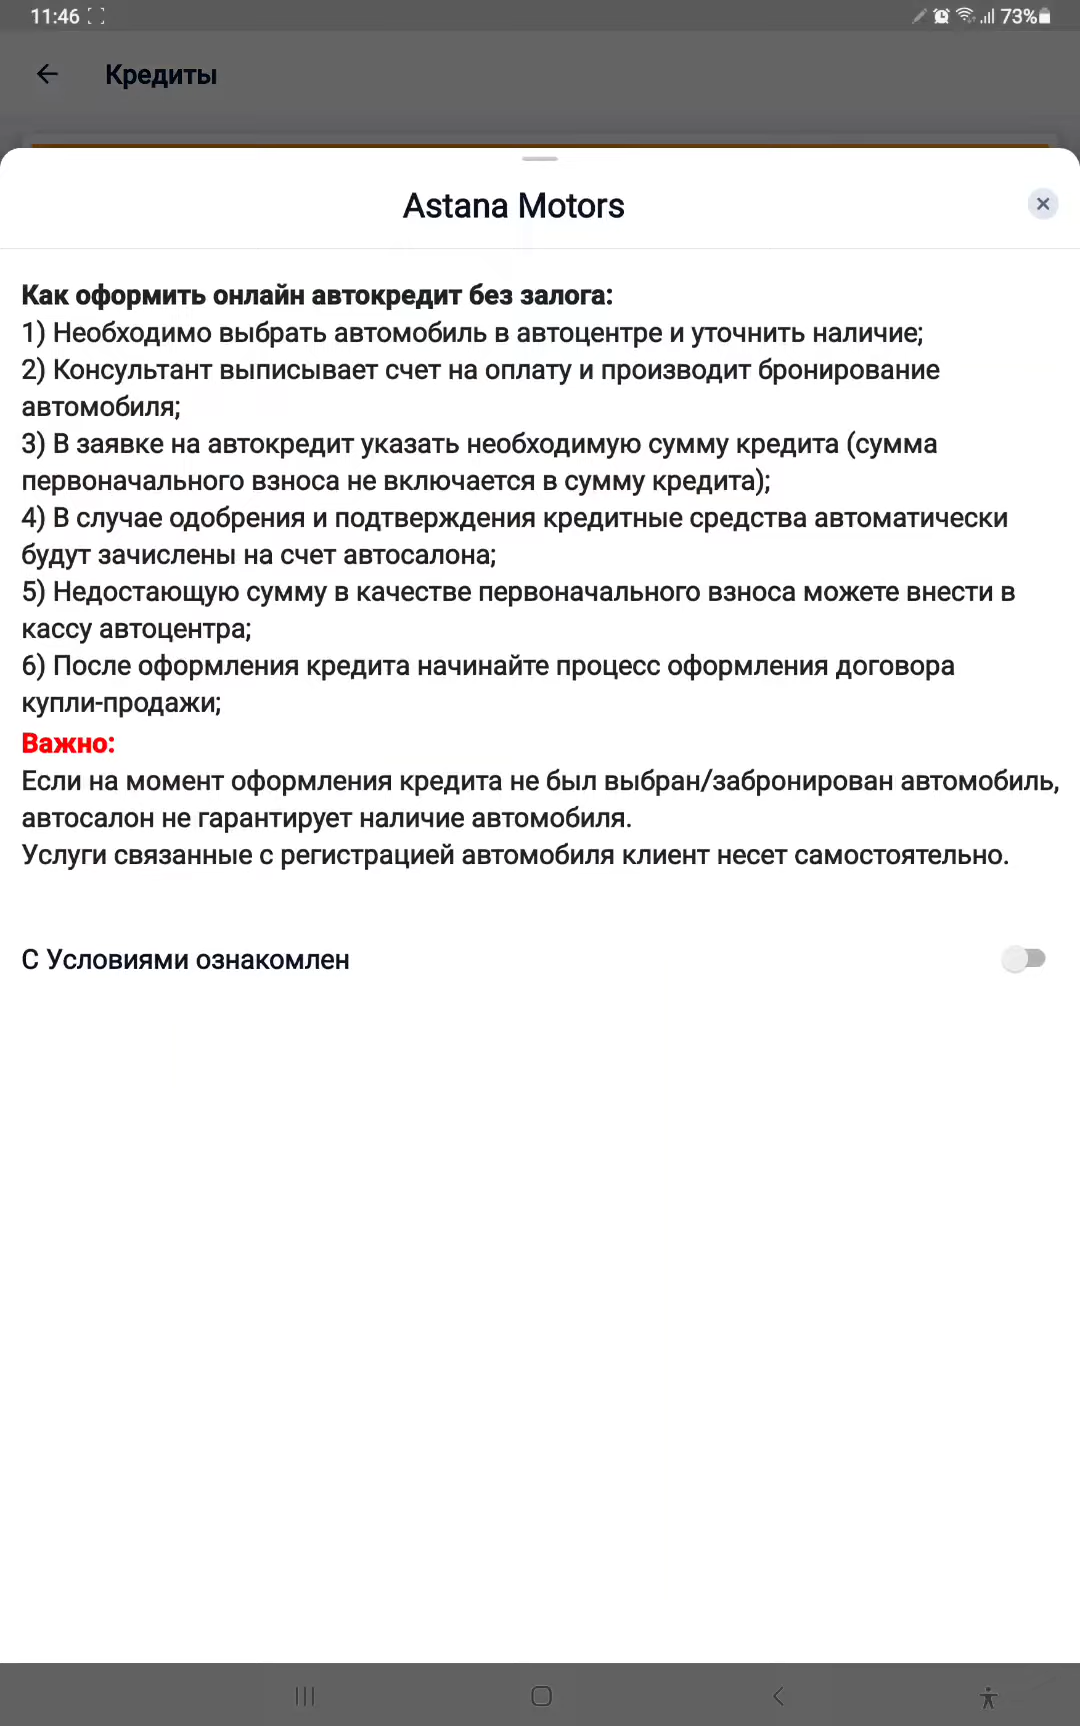 11:46
73%
Кредиты
Astana Motors
Как оформить онлайн автокредит без залога:
1) Необходимо выбрать автомобиль в автоцентре и уточнить наличие;
2) Консультант выписывает счет на оплату и производит бронирование
автомобиля;
3) В заявке на автокредит указать необходимую сумму кредита (сумма
первоначального взноса не включается в сумму кредита);
4) В случае одобрения и подтверждения кредитные средства автоматически
будут зачислены на счет автосалона;
5) Недостающую сумму в качестве первоначального взноса можете внести в
кассу автоцентра;
6) После оформления кредита начинайте процесс оформления договора
купли-продажи;
Важно:
Если на момент оформления кредита не был выбран/забронирован автомобиль,
автосалон не гарантирует наличие автомобиля.
Услуги связанные с регистрацией автомобиля клиент несет самостоятельно.
С Условиями ознакомлен